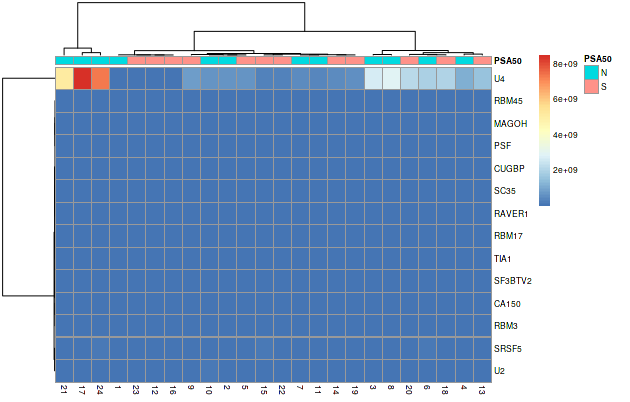 PSA50
U4
RBM45
MAGOH
PSF
CUGBP
SC35
RAVER1
RBM17
TIA1
SF3BTV2
CA150
RBM3
SRSF5
U2
21 17 24 1 23 12 16 9 10 2 5 15 22 7 11 14 19 3 8 20 6 18 4 13
8e+09
6e+09
4e+09
2e+09
PSA50
N
S